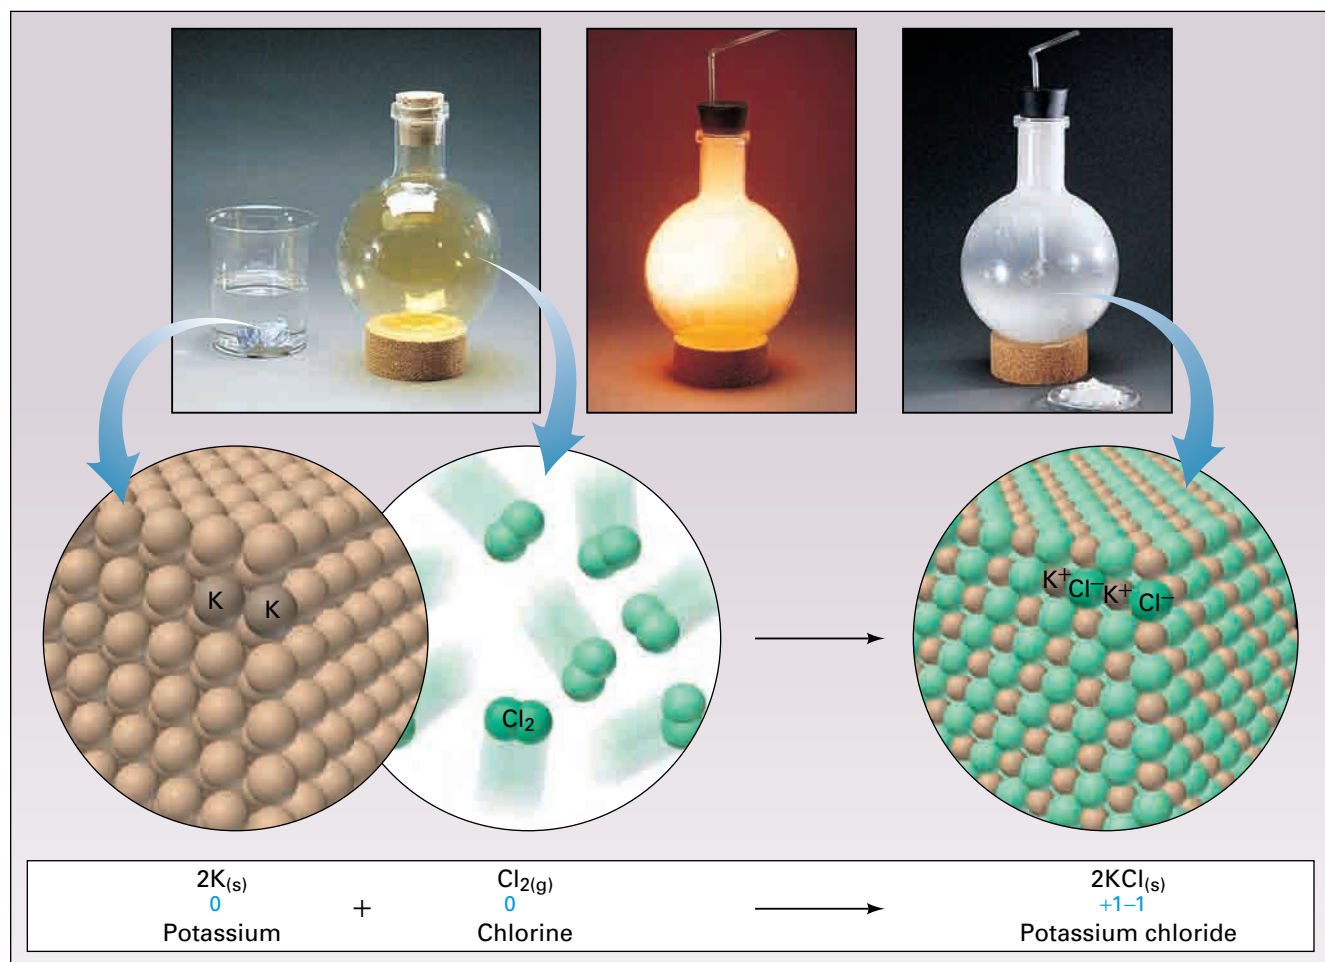 K
K
Cl₂
K⁺ Cl⁻ K⁺ Cl⁻
2K(s) + Cl₂(g) ⟶ 2KCl(s)
0 0 +1–1
Potassium Chlorine Potassium chloride